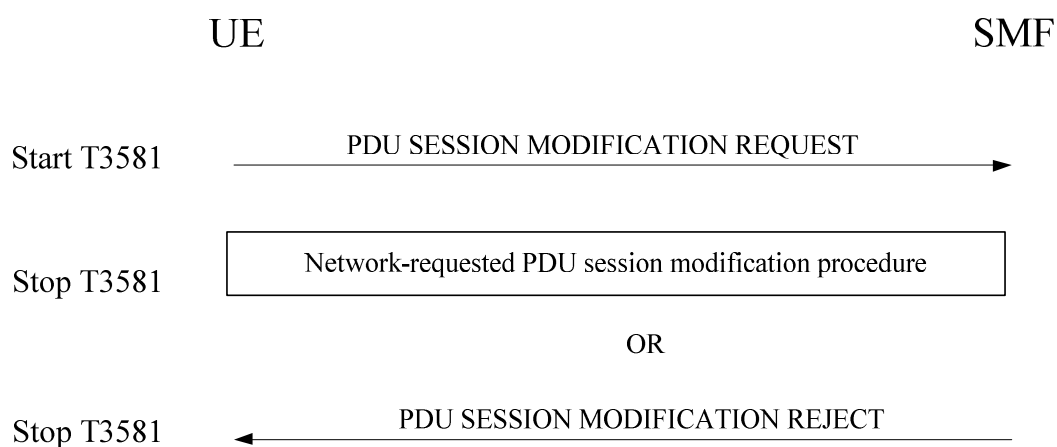 UE SMF
Start T3581 PDU SESSION MODIFICATION REQUEST
Stop T3581 Network-requested PDU session modification procedure
OR
Stop T3581 PDU SESSION MODIFICATION REJECT